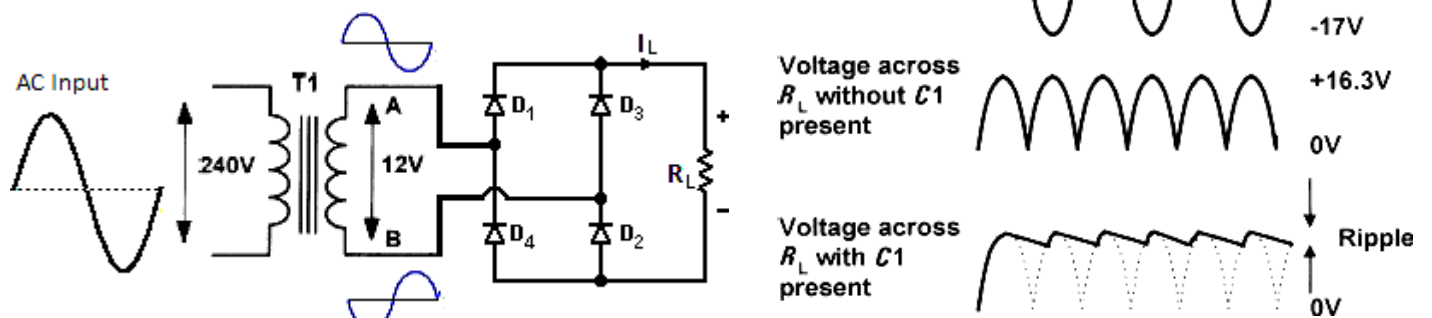 AC Input
240V
T1
A
12V
B
D1
D3
D4
D2
IL
+
RL
−
-17V
Voltage across
RL without C1
present
+16.3V
0V
Voltage across
RL with C1
present
Ripple
0V